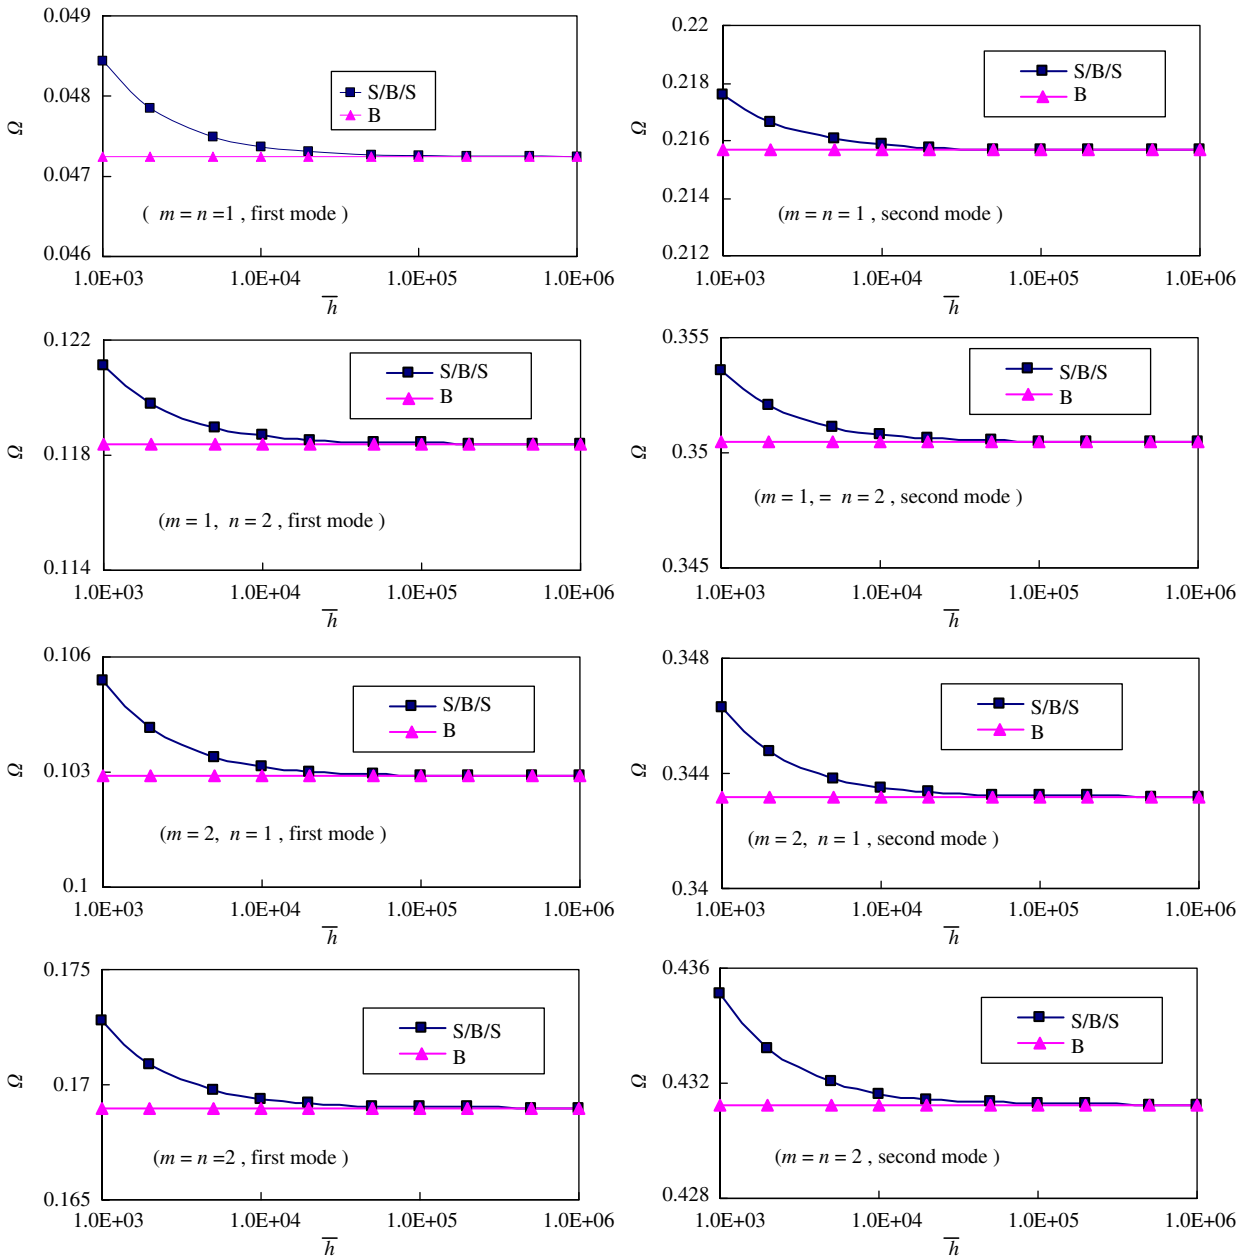 0.049
0.048
0.047
0.046
Ω
S/B/S
B
( m = n =1 , first mode )
1.0E+03 1.0E+04 1.0E+05 1.0E+06
h
0.22
0.218
0.216
0.214
0.212
Ω
S/B/S
B
(m = n = 1 , second mode )
1.0E+03 1.0E+04 1.0E+05 1.0E+06
h
0.122
0.118
0.114
Ω
S/B/S
B
(m = 1, n = 2 , first mode )
1.0E+03 1.0E+04 1.0E+05 1.0E+06
h
0.355
0.35
0.345
Ω
S/B/S
B
(m = 1, = n = 2 , second mode )
1.0E+03 1.0E+04 1.0E+05 1.0E+06
h
0.106
0.103
0.1
Ω
S/B/S
B
(m = 2, n = 1 , first mode )
1.0E+03 1.0E+04 1.0E+05 1.0E+06
h
0.348
0.344
0.34
Ω
S/B/S
B
(m = 2, n = 1 , second mode )
1.0E+03 1.0E+04 1.0E+05 1.0E+06
h
0.175
0.17
0.165
Ω
S/B/S
B
(m = n =2 , first mode )
1.0E+03 1.0E+04 1.0E+05 1.0E+06
h
0.436
0.432
0.428
Ω
S/B/S
B
(m = n = 2 , second mode )
1.0E+03 1.0E+04 1.0E+05 1.0E+06
h